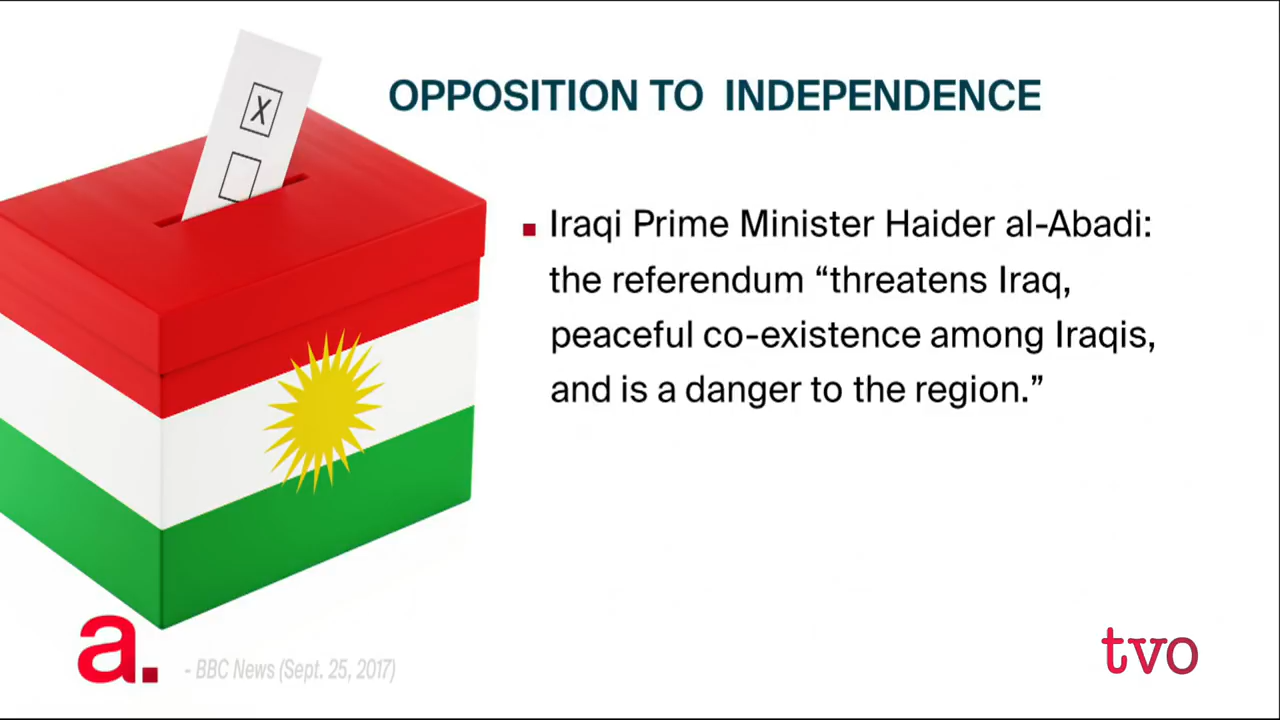 X
OPPOSITION TO INDEPENDENCE
Iraqi Prime Minister Haider al-Abadi:
the referendum “threatens Iraq,
peaceful co-existence among Iraqis,
and is a danger to the region.”
a.
- BBC News (Sept. 25, 2017)
tvo